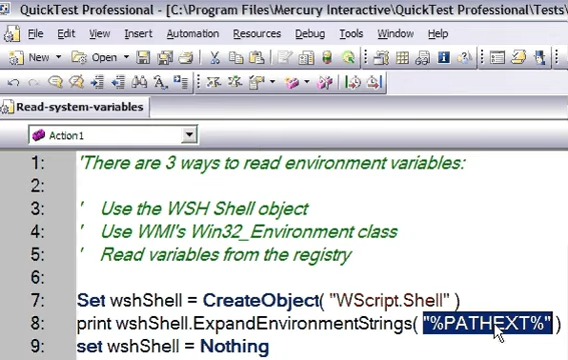 QuickTest Professional - [C:\Program Files\Mercury Interactive\QuickTest Professional\Tests\
File Edit View Insert Automation Resources Debug Tools Window Help
New Open
Read-system-variables
Action1
1: 'There are 3 ways to read environment variables:
2:
3: ' Use the WSH Shell object
4: ' Use WMI's Win32_Environment class
5: ' Read variables from the registry
6:
7: Set wshShell = CreateObject( "WScript.Shell" )
8: print wshShell.ExpandEnvironmentStrings( "%PATHEXT%" )
9: set wshShell = Nothing